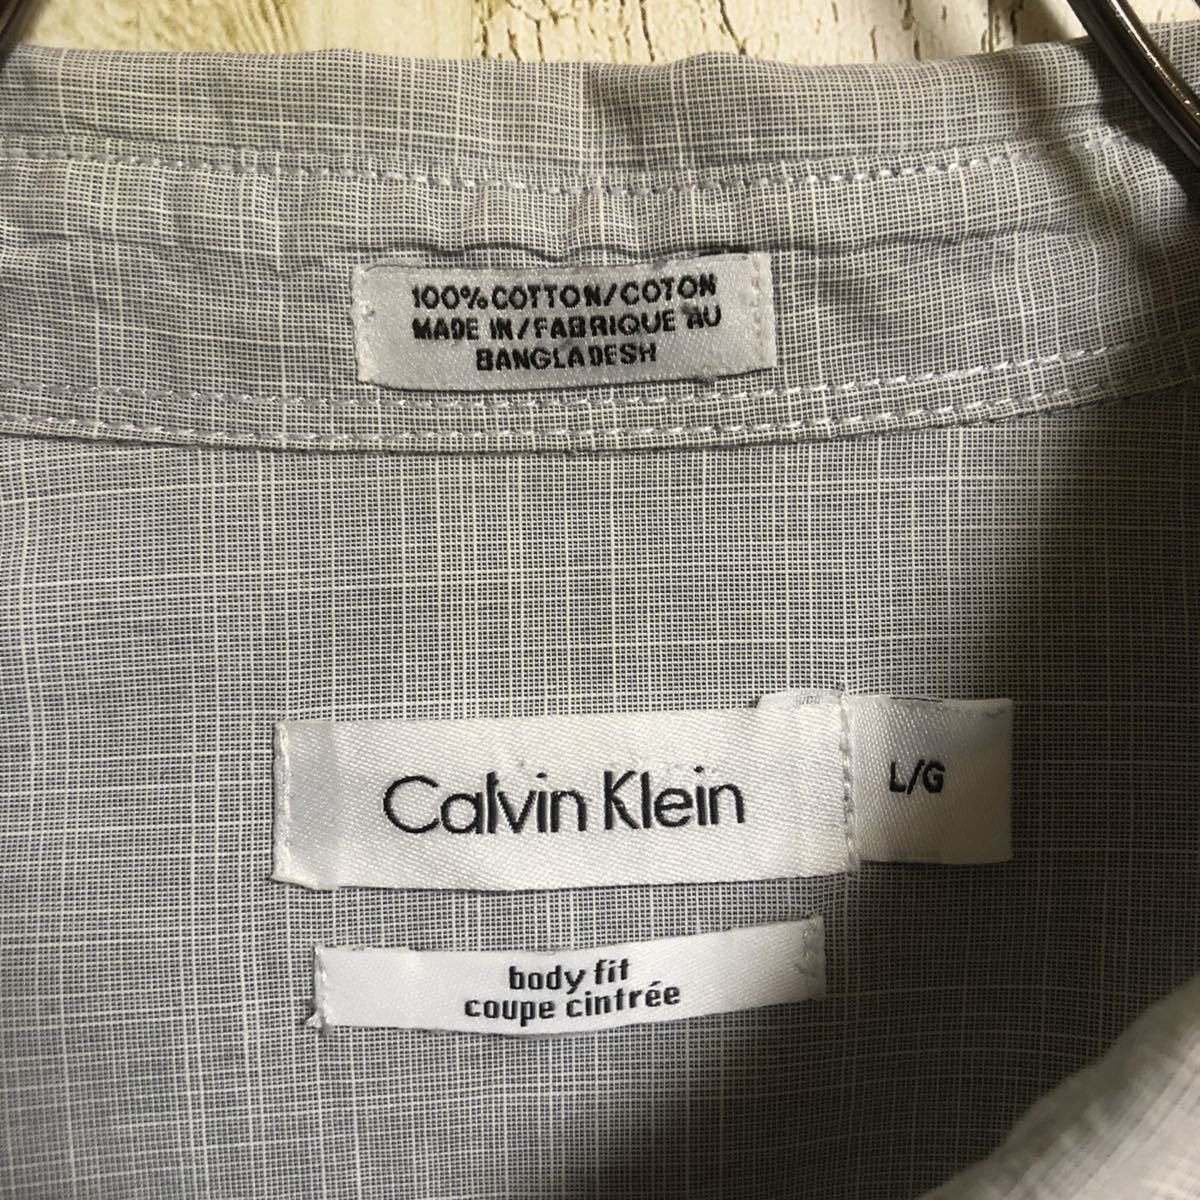 100% COTTON/COTON
MADE IN/FABRIQUE AU
BANGLADESH
Calvin Klein
L/G
body fit
coupe cintrée